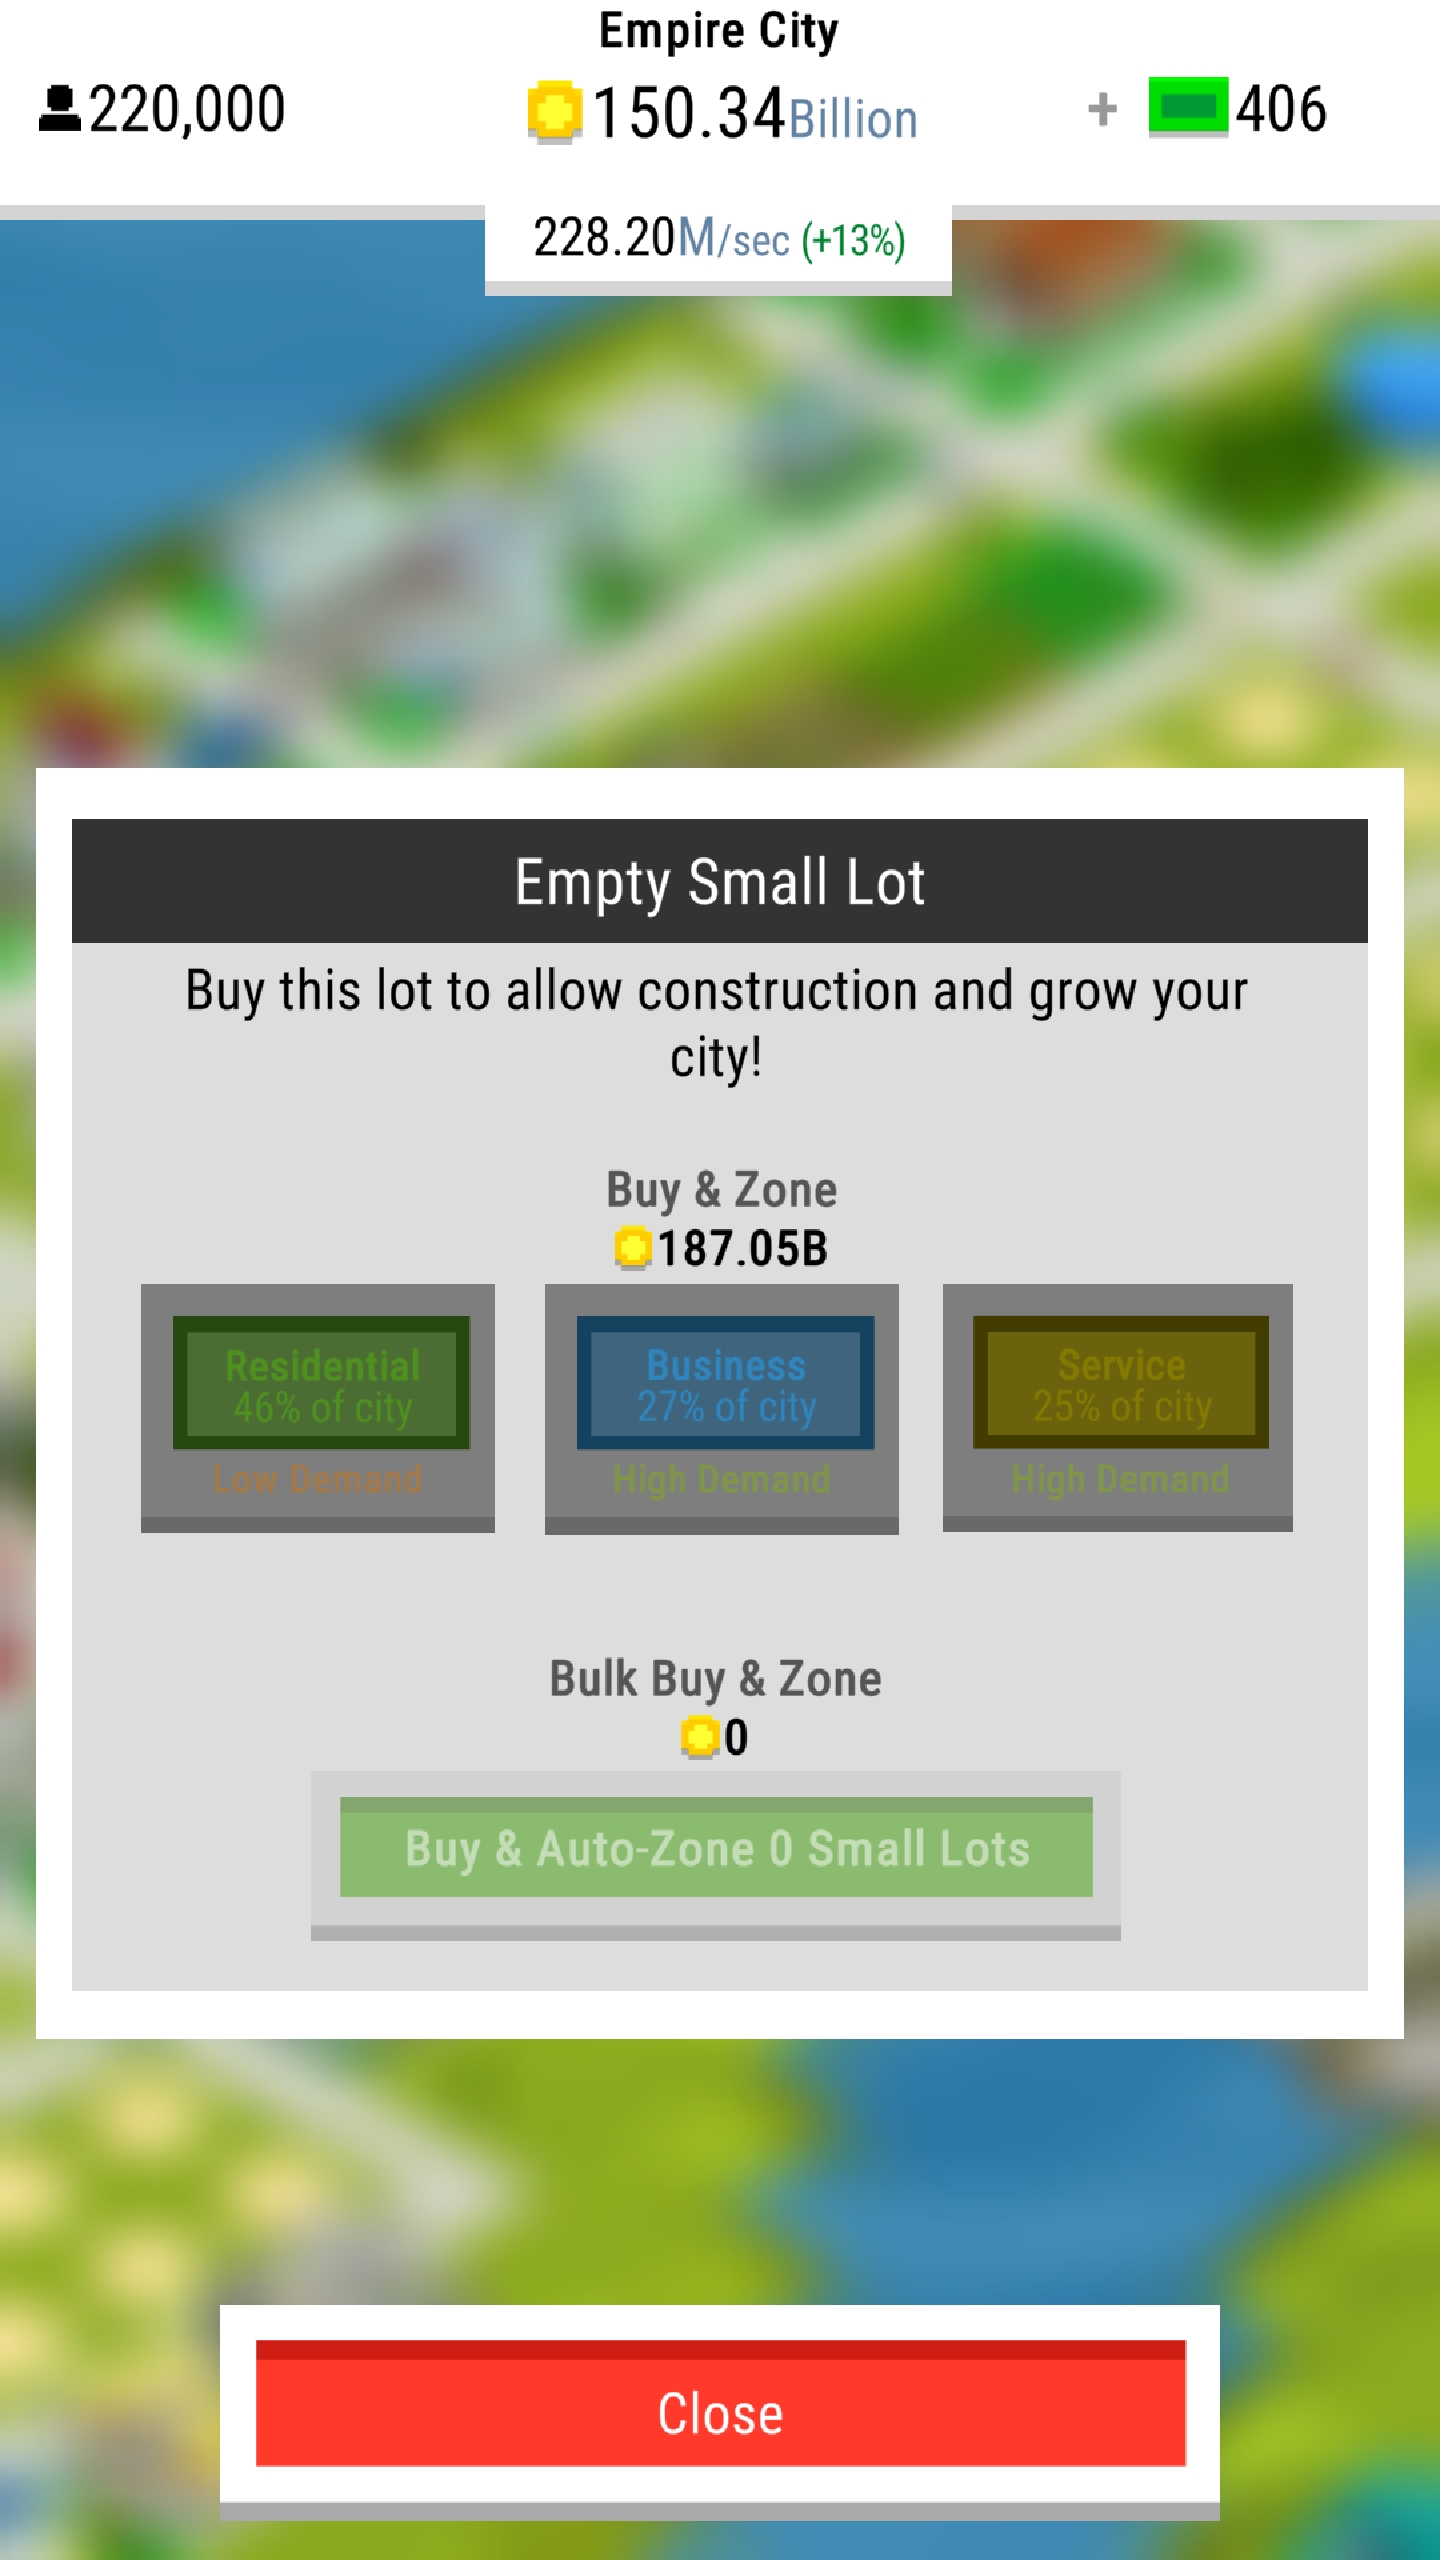 Empire City
220,000
150.34Billion
+ 406
228.20M/sec (+13%)
Empty Small Lot
Buy this lot to allow construction and grow your
city!
Buy & Zone
187.05B
Residential
46% of city
Low Demand
Business
27% of city
High Demand
Service
25% of city
High Demand
Bulk Buy & Zone
0
Buy & Auto-Zone 0 Small Lots
Close